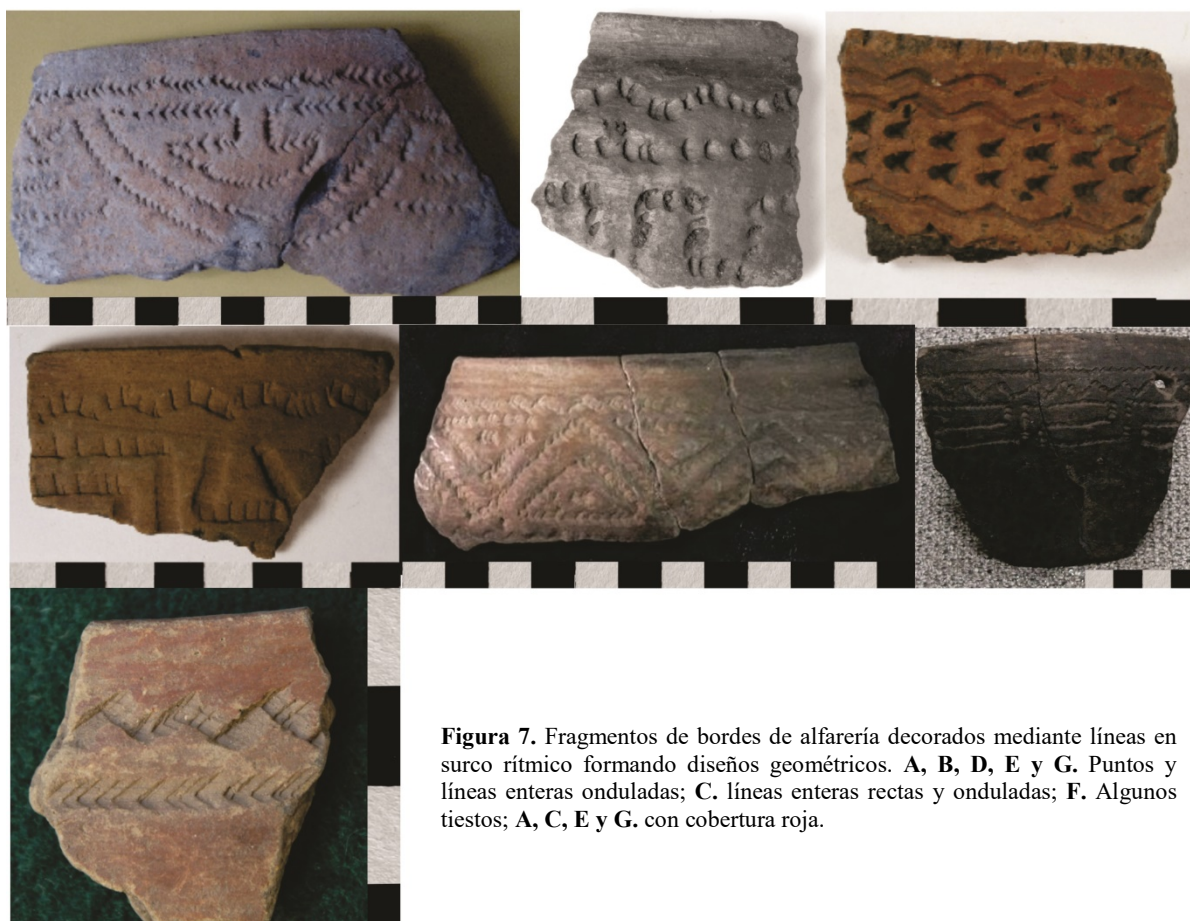 Figura 7. Fragmentos de bordes de alfarería decorados mediante líneas en
surco rítmico formando diseños geométricos. A, B, D, E y G. Puntos y
líneas enteras onduladas; C. líneas enteras rectas y onduladas; F. Algunos
tiestos; A, C, E y G. con cobertura roja.